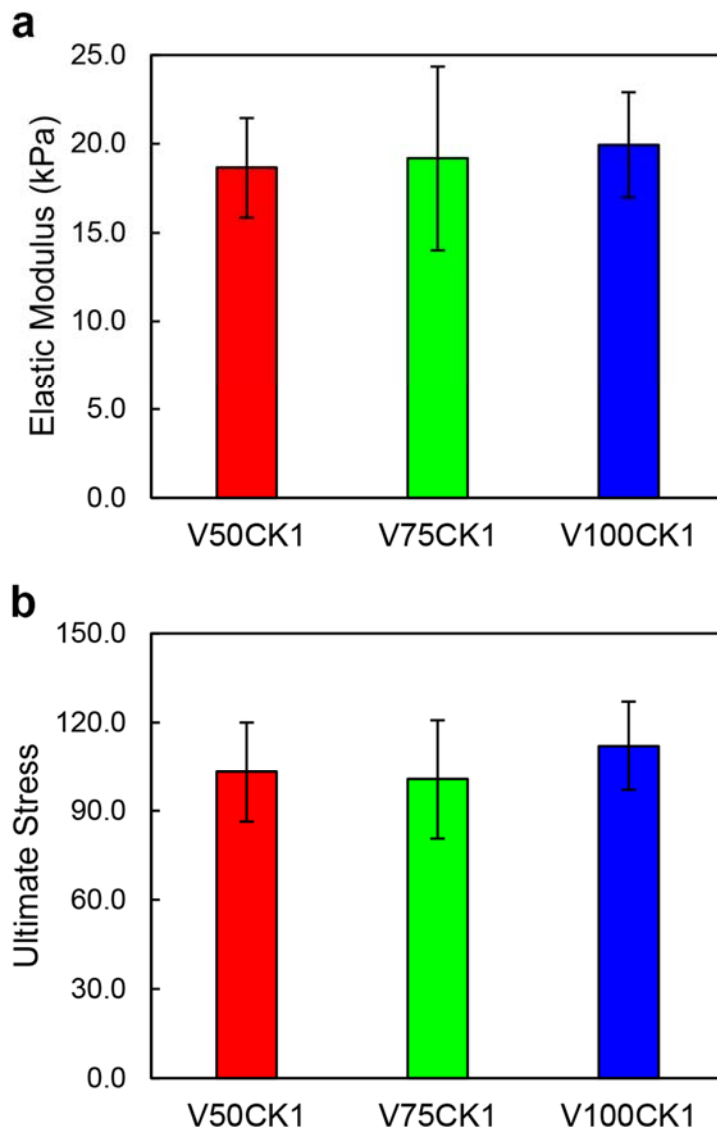 a
25.0
20.0
15.0
10.0
5.0
0.0
Elastic Modulus (kPa)
V50CK1 V75CK1 V100CK1
b
150.0
120.0
90.0
60.0
30.0
0.0
Ultimate Stress
V50CK1 V75CK1 V100CK1